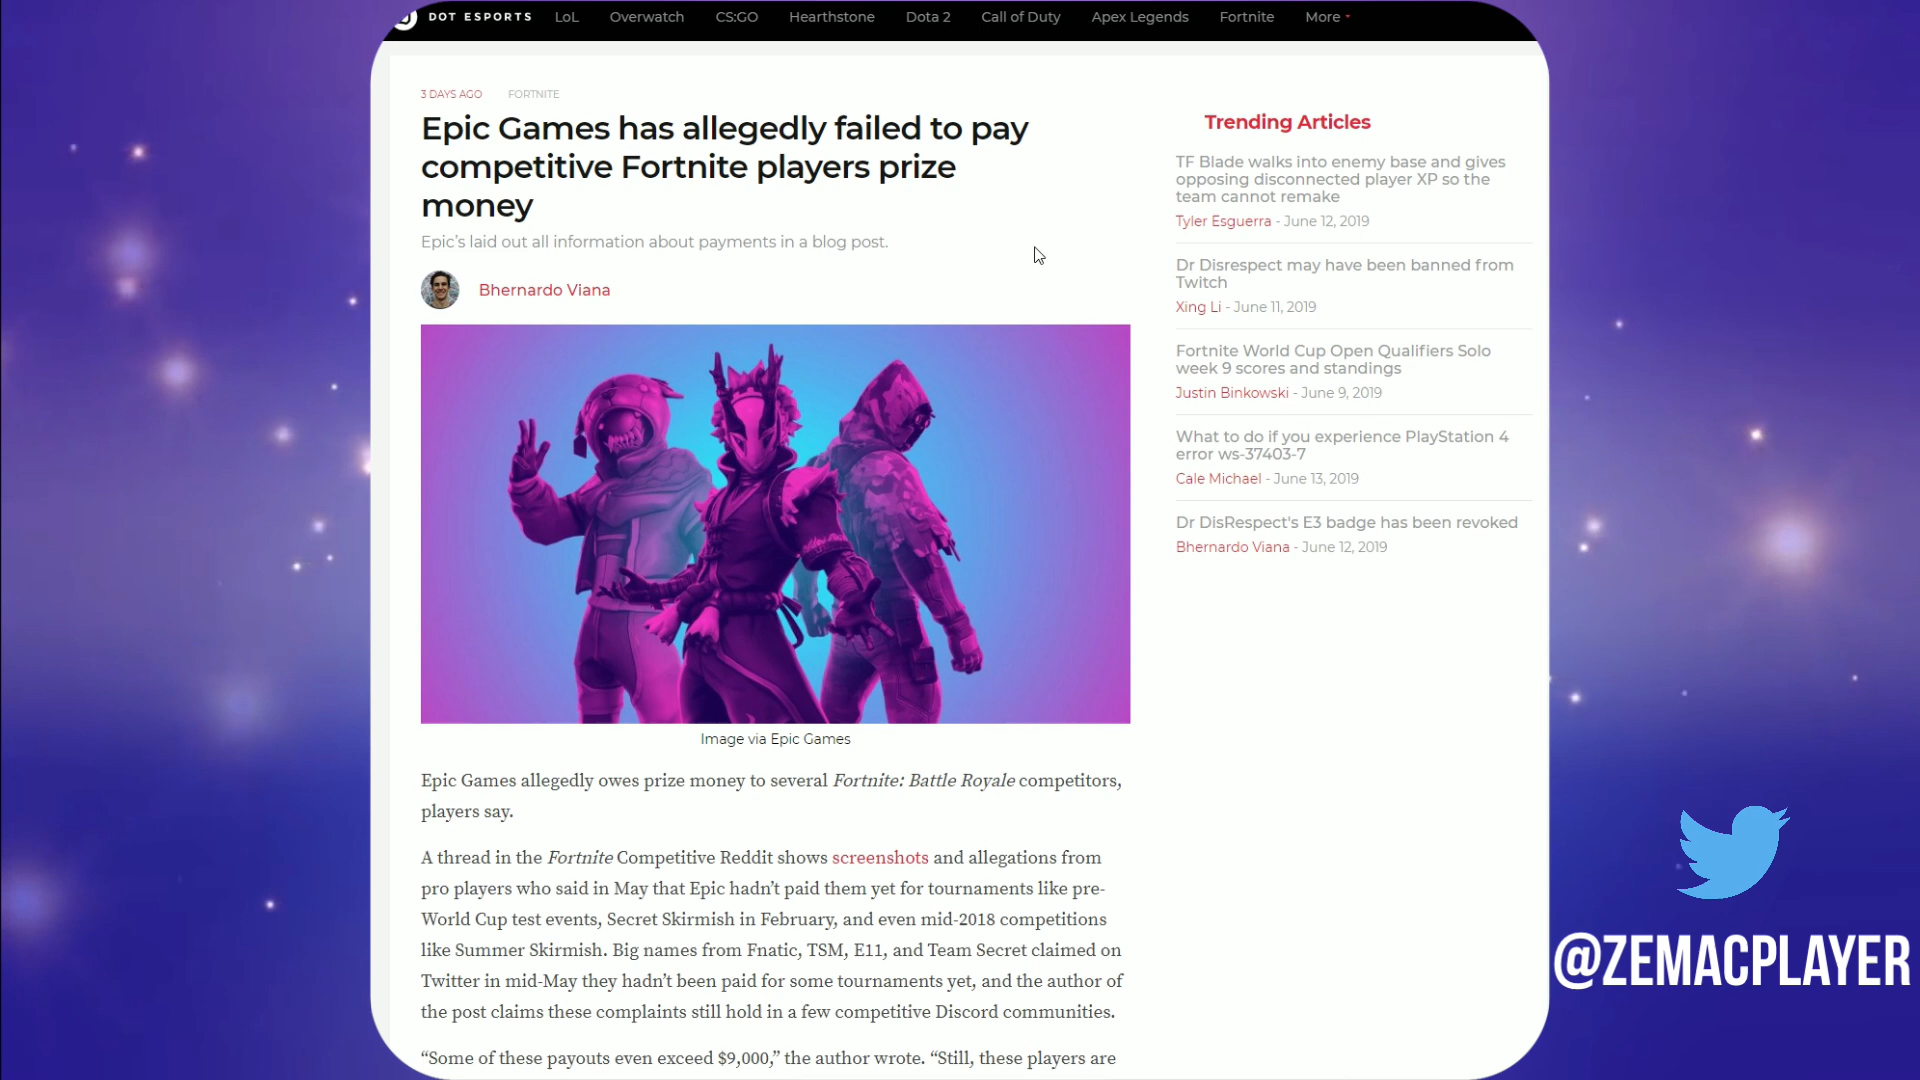 DOT ESPORTS LoL Overwatch CS:GO Hearthstone Dota 2 Call of Duty Apex Legends Fortnite More
3 DAYS AGO FORTNITE
Epic Games has allegedly failed to pay
competitive Fortnite players prize
money
Epic’s laid out all information about payments in a blog post.
Bhernardo Viana
Image via Epic Games
Epic Games allegedly owes prize money to several Fortnite: Battle Royale competitors,
players say.
A thread in the Fortnite Competitive Reddit shows screenshots and allegations from
pro players who said in May that Epic hadn’t paid them yet for tournaments like pre-
World Cup test events, Secret Skirmish in February, and even mid-2018 competitions
like Summer Skirmish. Big names from Fnatic, TSM, E11, and Team Secret claimed on
Twitter in mid-May they hadn’t been paid for some tournaments yet, and the author of
the post claims these complaints still hold in a few competitive Discord communities.
“Some of these payouts even exceed $9,000,” the author wrote. “Still, these players are
Trending Articles
TF Blade walks into enemy base and gives
opposing disconnected player XP so the
team cannot remake
Tyler Esguerra - June 12, 2019
Dr Disrespect may have been banned from
Twitch
Xing Li - June 11, 2019
Fortnite World Cup Open Qualifiers Solo
week 9 scores and standings
Justin Binkowski - June 9, 2019
What to do if you experience PlayStation 4
error ws-37403-7
Cale Michael - June 13, 2019
Dr DisRespect's E3 badge has been revoked
Bhernardo Viana - June 12, 2019
@ZEMACPLAYER